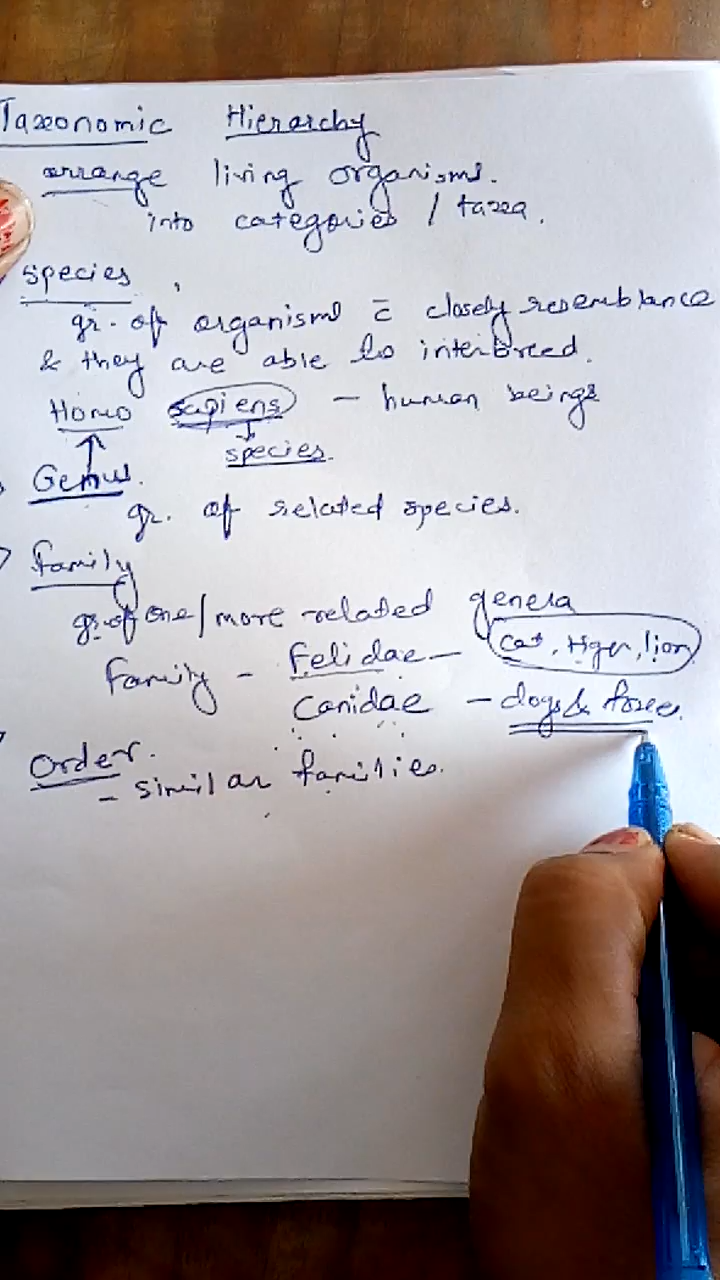 Taxonomic Hierarchy
arrange living organisms.
into categories / taxa.
Species,
gr. of organisms c̄ closely resemblance
& they are able to interbreed.
Homo sapiens - human beings
species.
Genus.
gr. of related species.
Family
gr. of one/more related genera
Family - Felidae - cat, tiger, lion
Canidae - dogs & foxes.
Order.
- similar families.